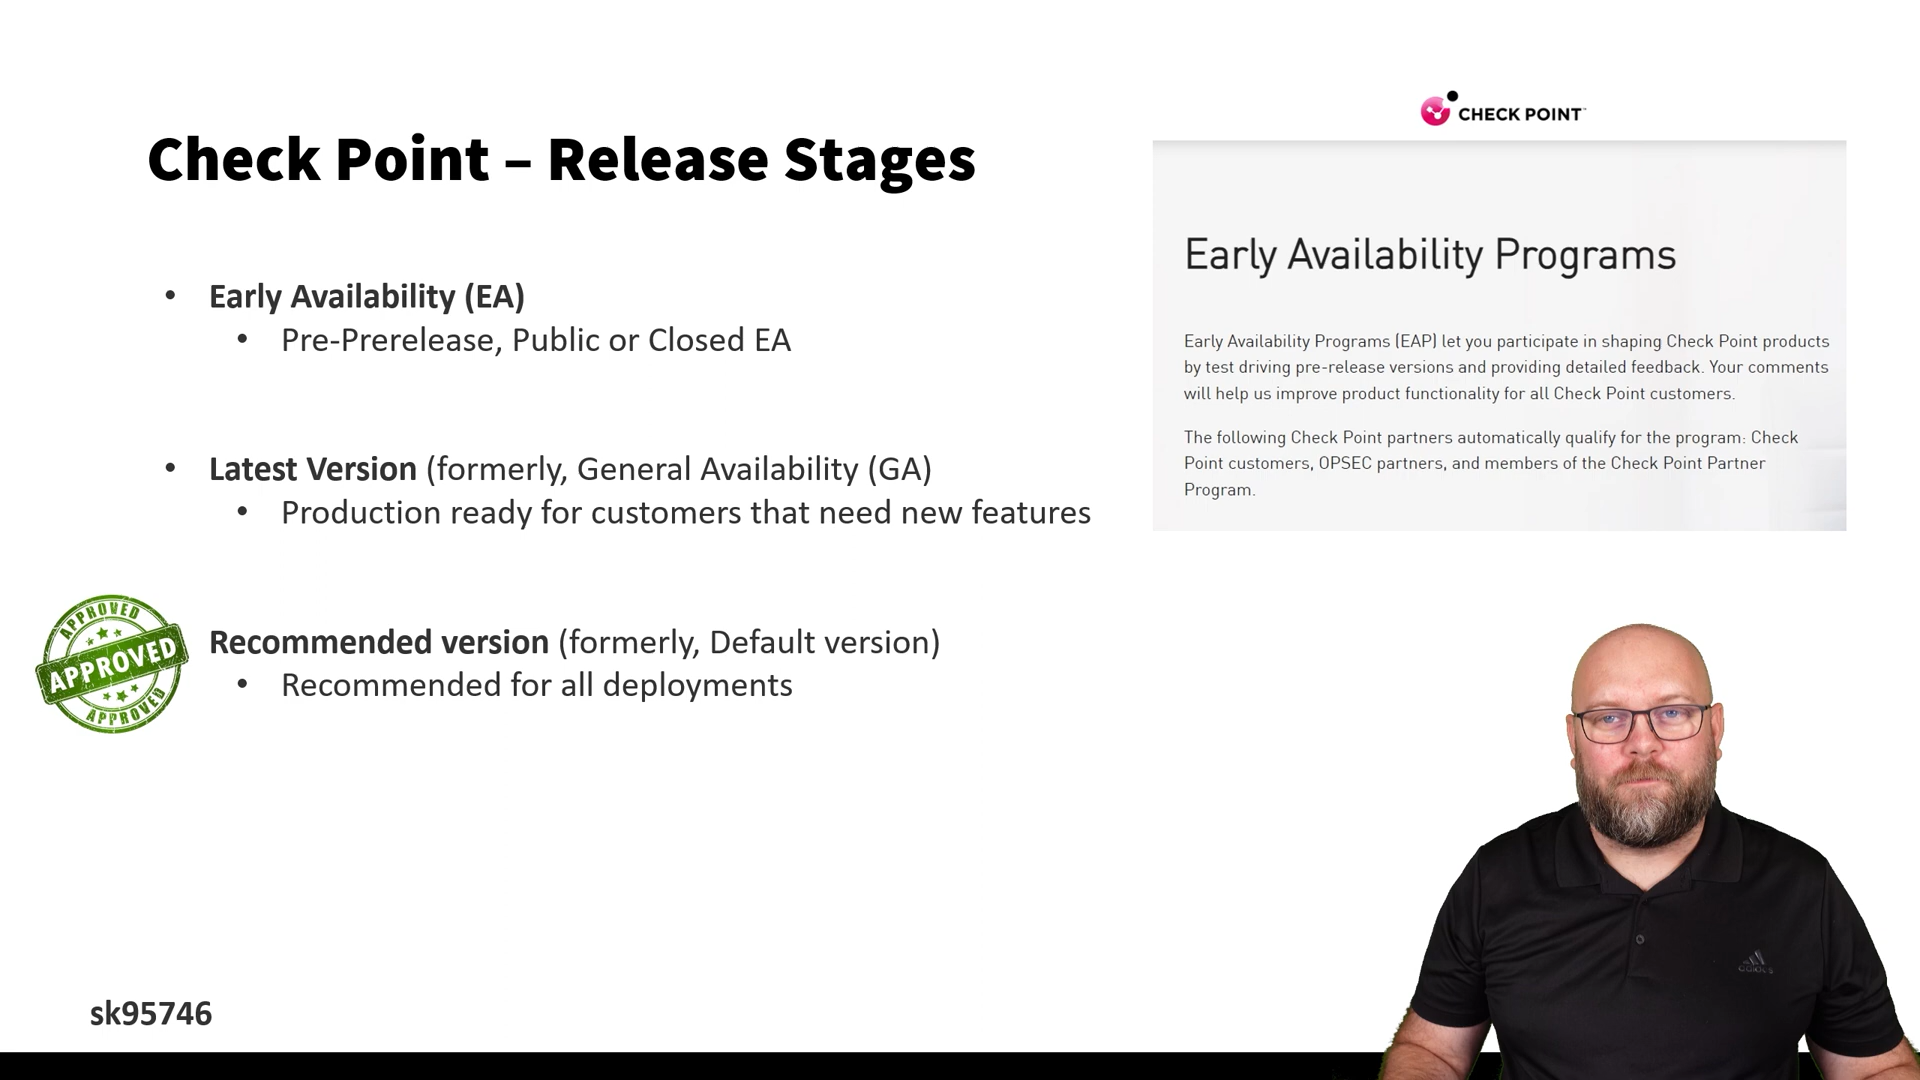 CHECK POINT
Check Point – Release Stages
Early Availability Programs
• Early Availability (EA)
• Pre-Prerelease, Public or Closed EA
Early Availability Programs (EAP) let you participate in shaping Check Point products
by test driving pre-release versions and providing detailed feedback. Your comments
will help us improve product functionality for all Check Point customers.
The following Check Point partners automatically qualify for the program: Check
Point customers, OPSEC partners, and members of the Check Point Partner
Program.
• Latest Version (formerly, General Availability (GA)
• Production ready for customers that need new features
APPROVED
APPROVED
APPROVED
Recommended version (formerly, Default version)
• Recommended for all deployments
adidas
sk95746